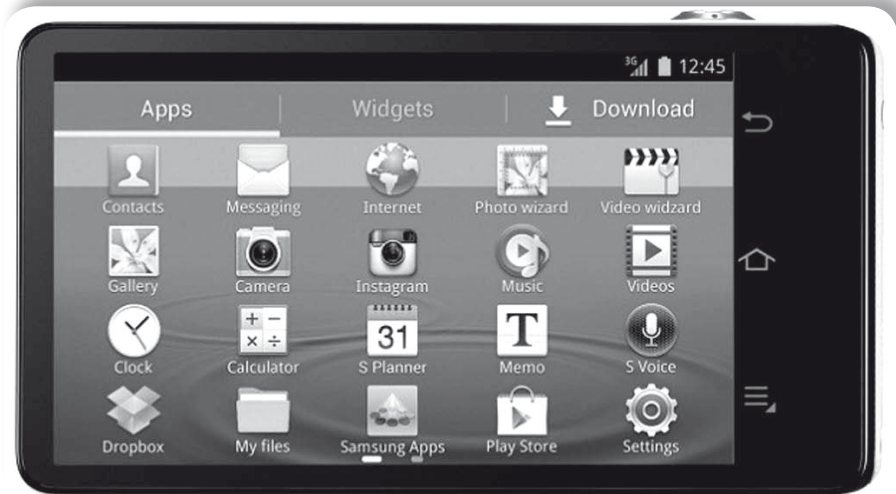 3G 12:45
Apps Widgets Download
Contacts Messaging Internet Photo wizard Video widzard
Gallery Camera Instagram Music Videos
31 T
Clock Calculator S Planner Memo S Voice
Dropbox My files Samsung Apps Play Store Settings